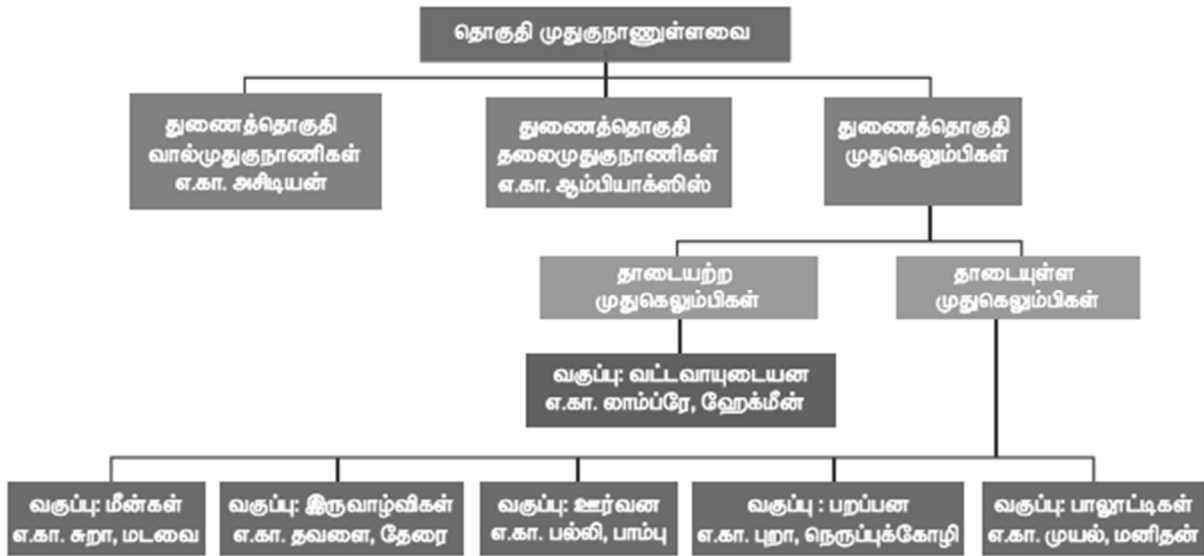 தொகுதி முதுகுநாணுள்ளவை
துணைத்தொகுதி
வால்முதுகுநாணிகள்
எ.கா. அசிடியன்
துணைத்தொகுதி
தலைமுதுகுநாணிகள்
எ.கா. ஆம்பியாக்ஸிஸ்
துணைத்தொகுதி
முதுகெலும்பிகள்
தாடையற்ற
முதுகெலும்பிகள்
தாடையுள்ள
முதுகெலும்பிகள்
வகுப்பு: வட்டவாயுடையன
எ.கா. லாம்ப்ரே, ஹேக்மீன்
வகுப்பு: மீன்கள்
எ.கா. சுறா, மடவை
வகுப்பு: இருவாழ்விகள்
எ.கா. தவளை, தேரை
வகுப்பு: ஊர்வன
எ.கா. பல்லி, பாம்பு
வகுப்பு : பறப்பன
எ.கா. புறா, நெருப்புக்கோழி
வகுப்பு: பாலூட்டிகள்
எ.கா. முயல், மனிதன்